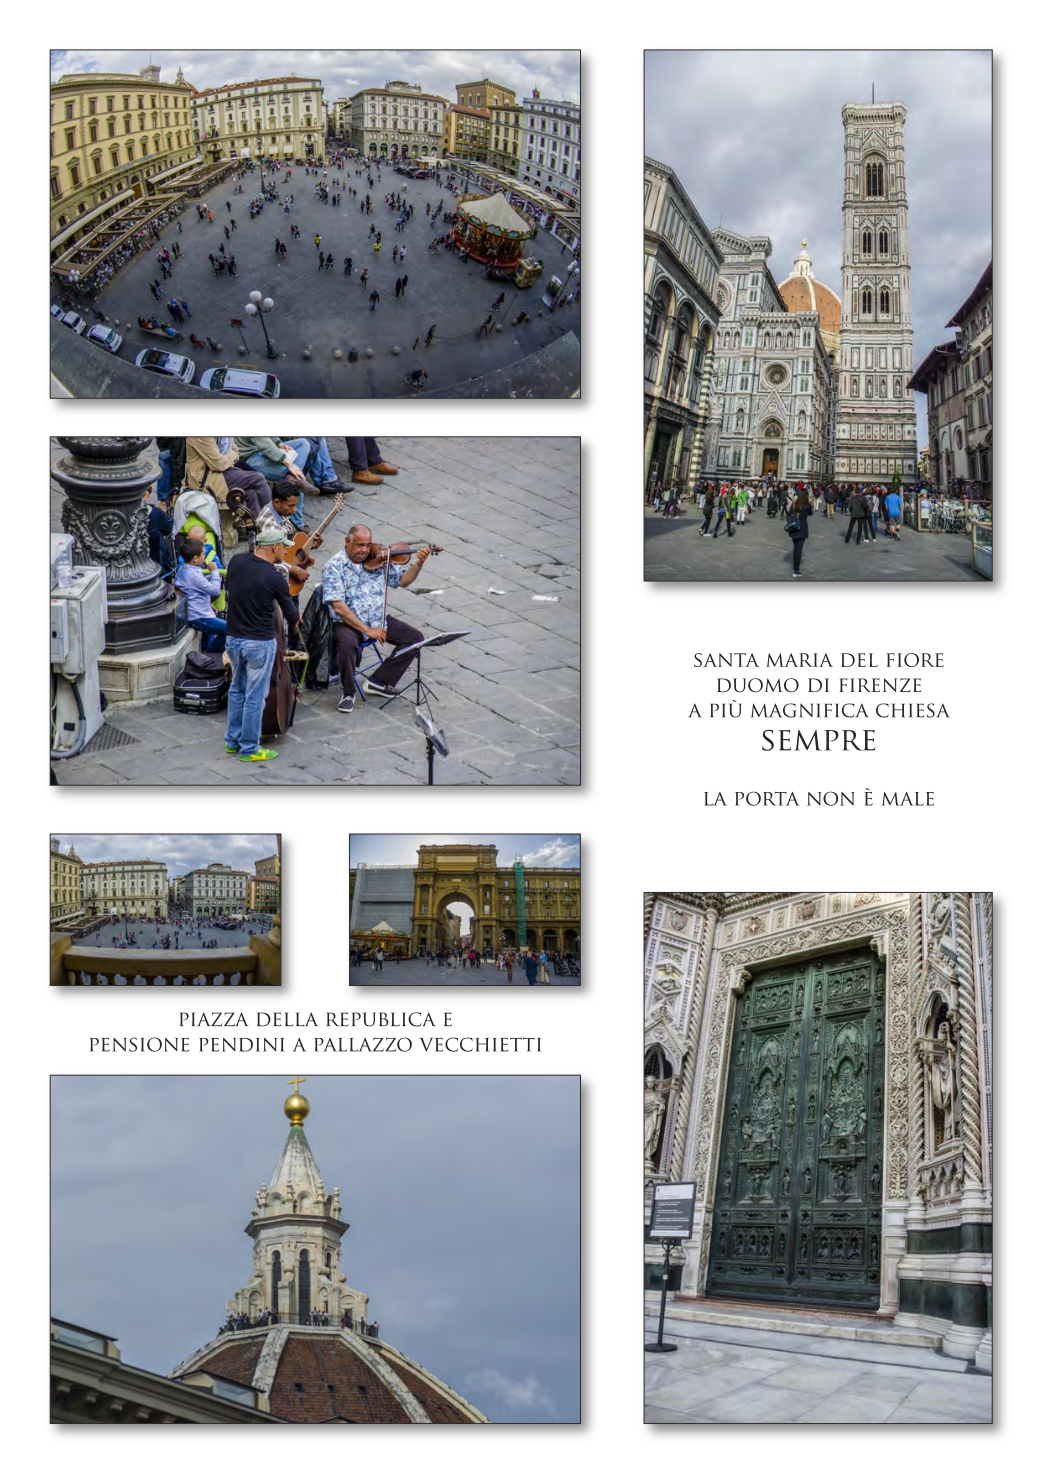 SANTA MARIA DEL FIORE
DUOMO DI FIRENZE
A PIÙ MAGNIFICA CHIESA
SEMPRE
LA PORTA NON È MALE
PIAZZA DELLA REPUBLICA E
PENSIONE PENDINI A PALLAZZO VECCHIETTI